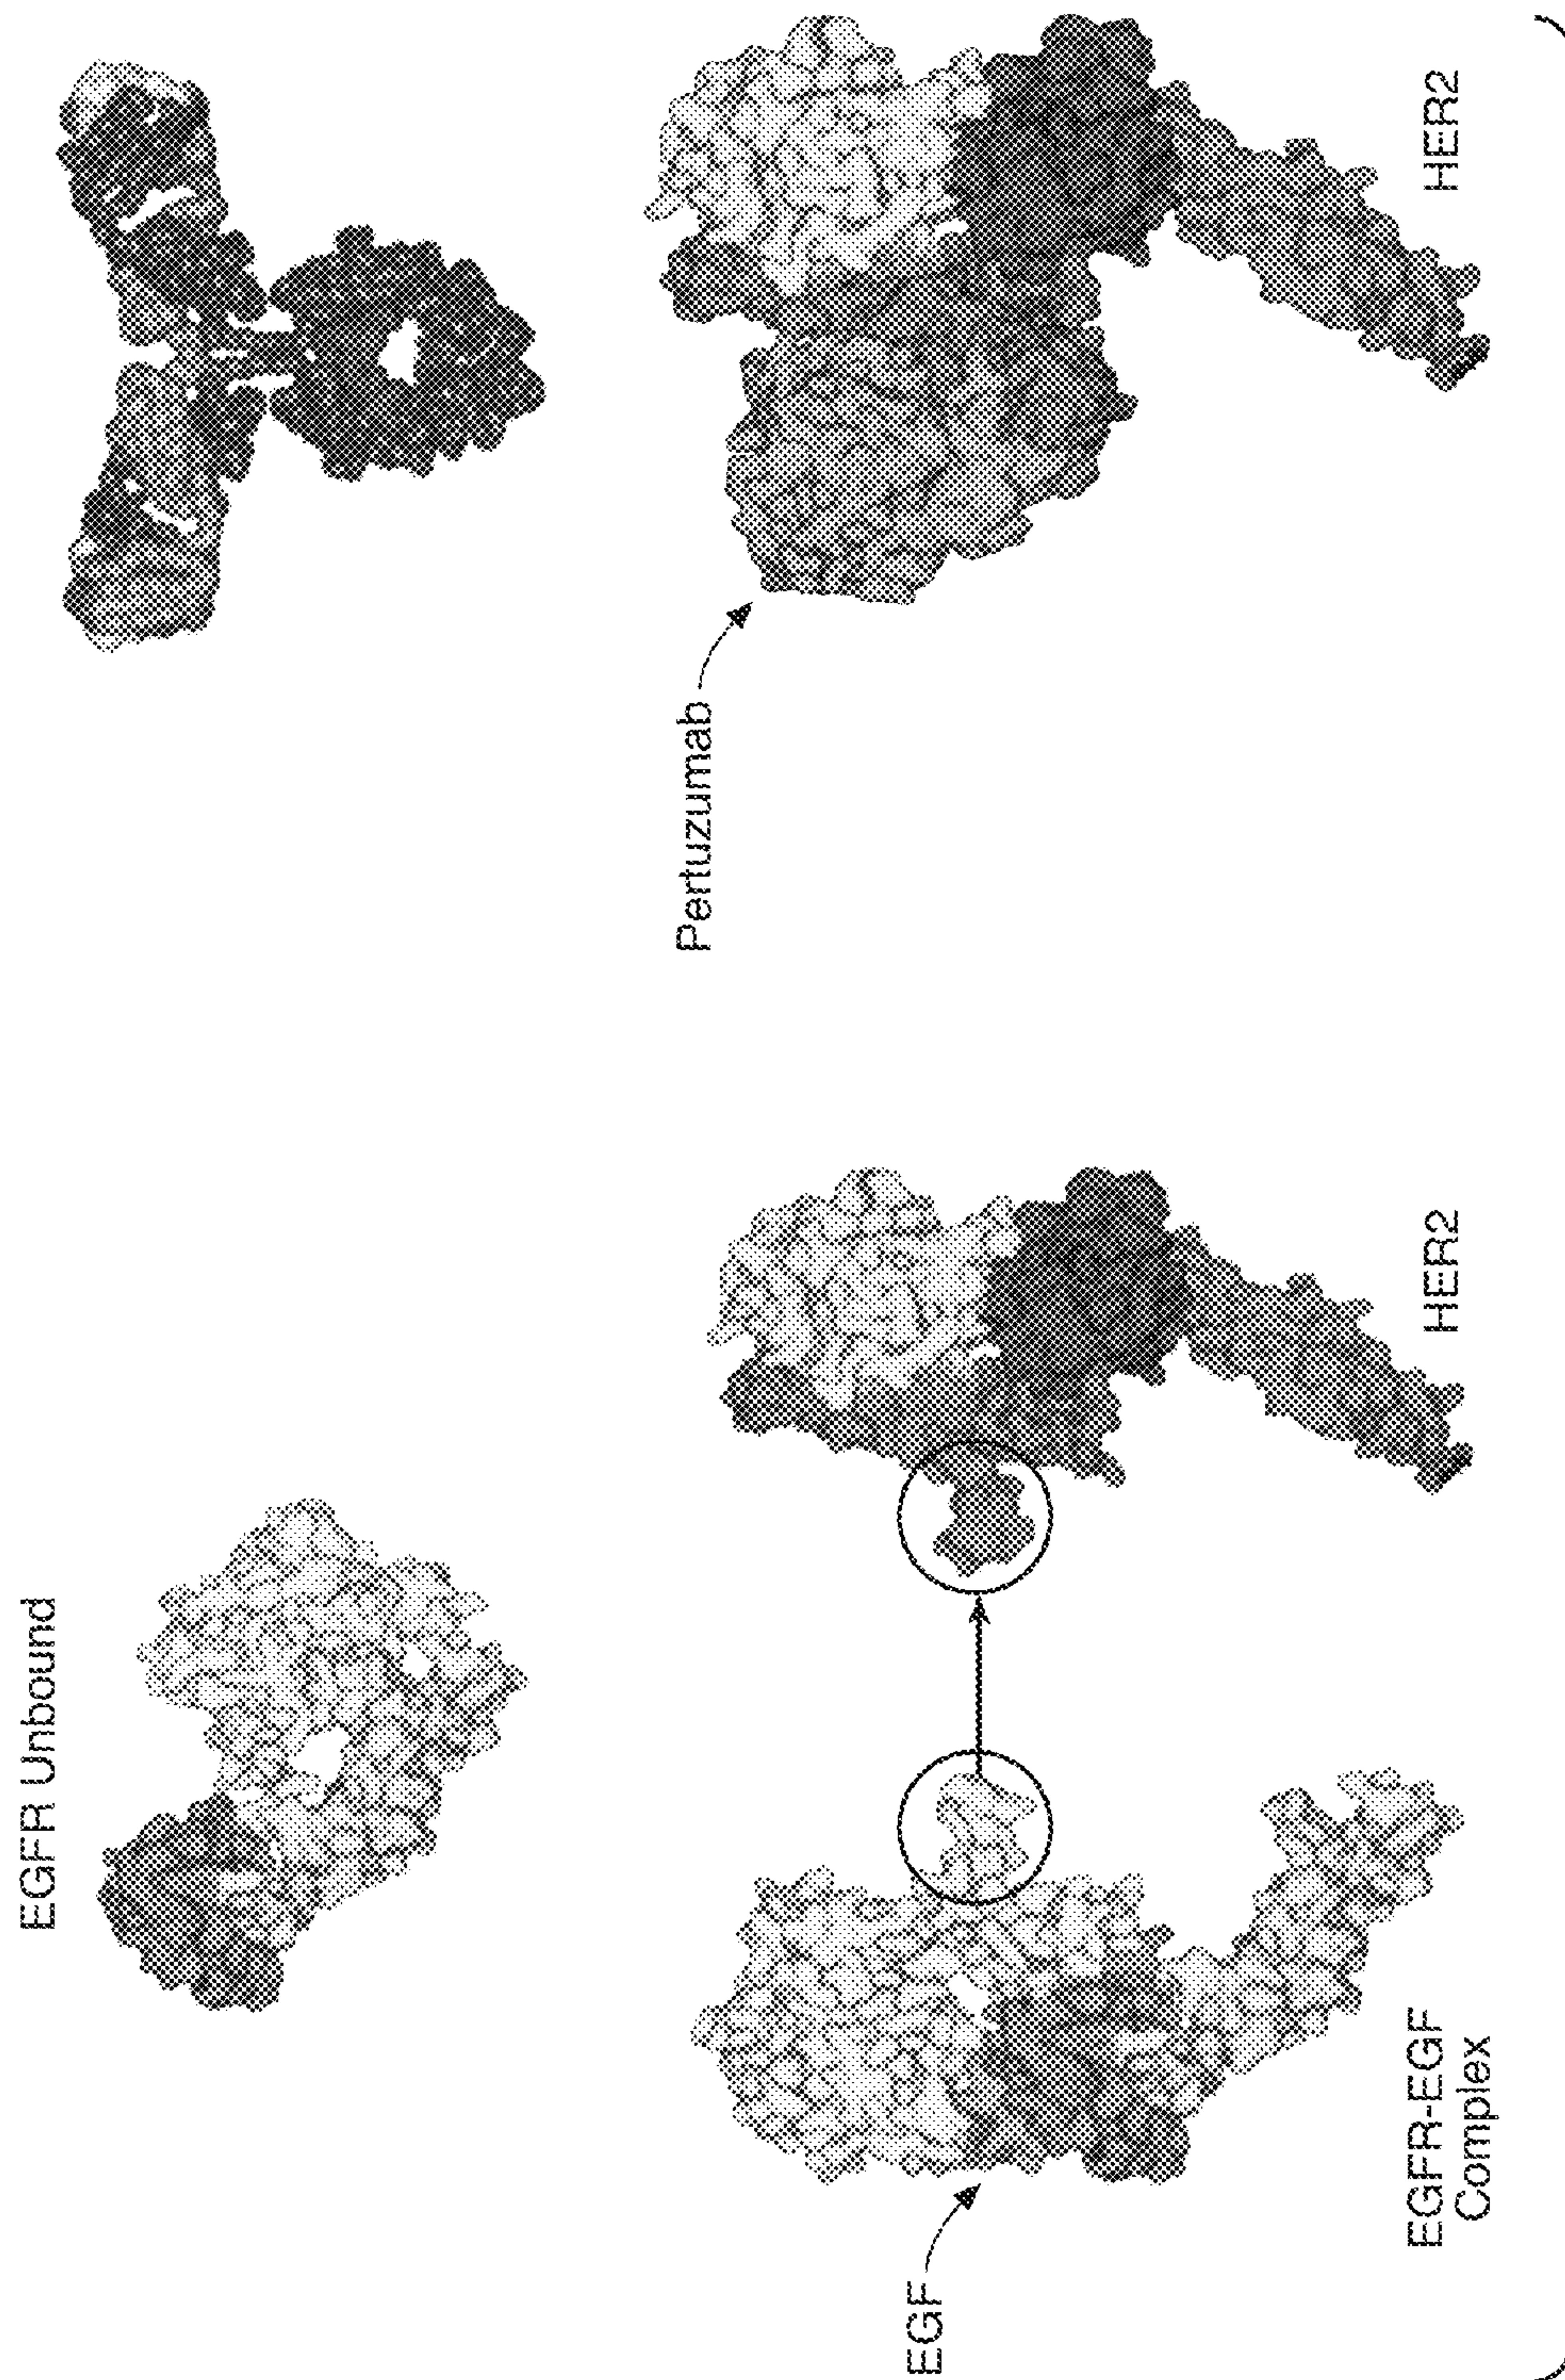 EGFR Unbound
EGF
EGFR-EGF
Complex
HER2
Pertuzumab
HER2